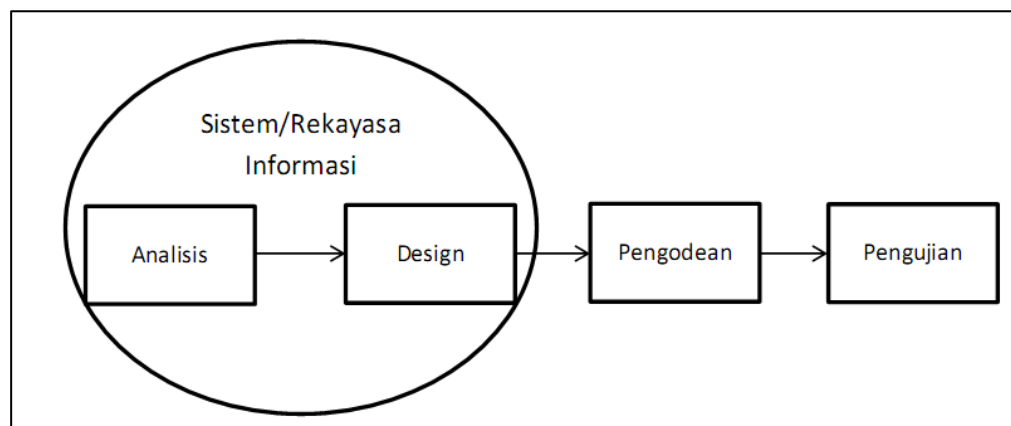 Sistem/Rekayasa
Informasi
Analisis
Design
Pengodean
Pengujian